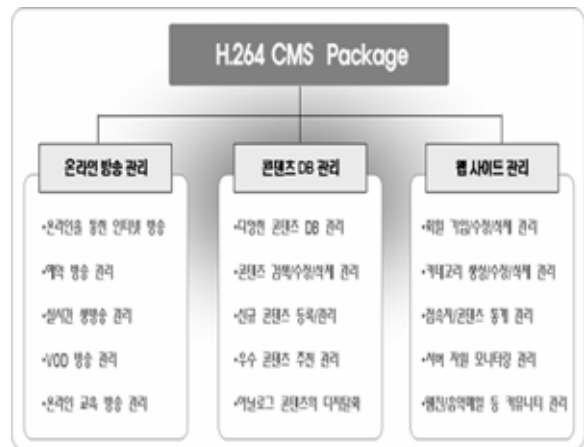 H.264 CMS Package
온라인 방송 관리
•온라인을 통한 인터넷 방송
•예약 방송 관리
•실시간 생방송 관리
•VOD 방송 관리
•온라인 교육 방송 관리
콘텐츠 DB 관리
•다양한 콘텐츠 DB 관리
•콘텐츠 검색/수정/삭제 관리
•신규 콘텐츠 등록/관리
•우수 콘텐츠 추천 관리
•아날로그 콘텐츠의 디지털화
웹 사이트 관리
•회원 가입/수정/삭제 관리
•카테고리 생성/수정/삭제 관리
•접속자/콘텐츠 통계 관리
•서버 자원 모니터링 관리
•웹진/음악메일 등 커뮤니티 관리